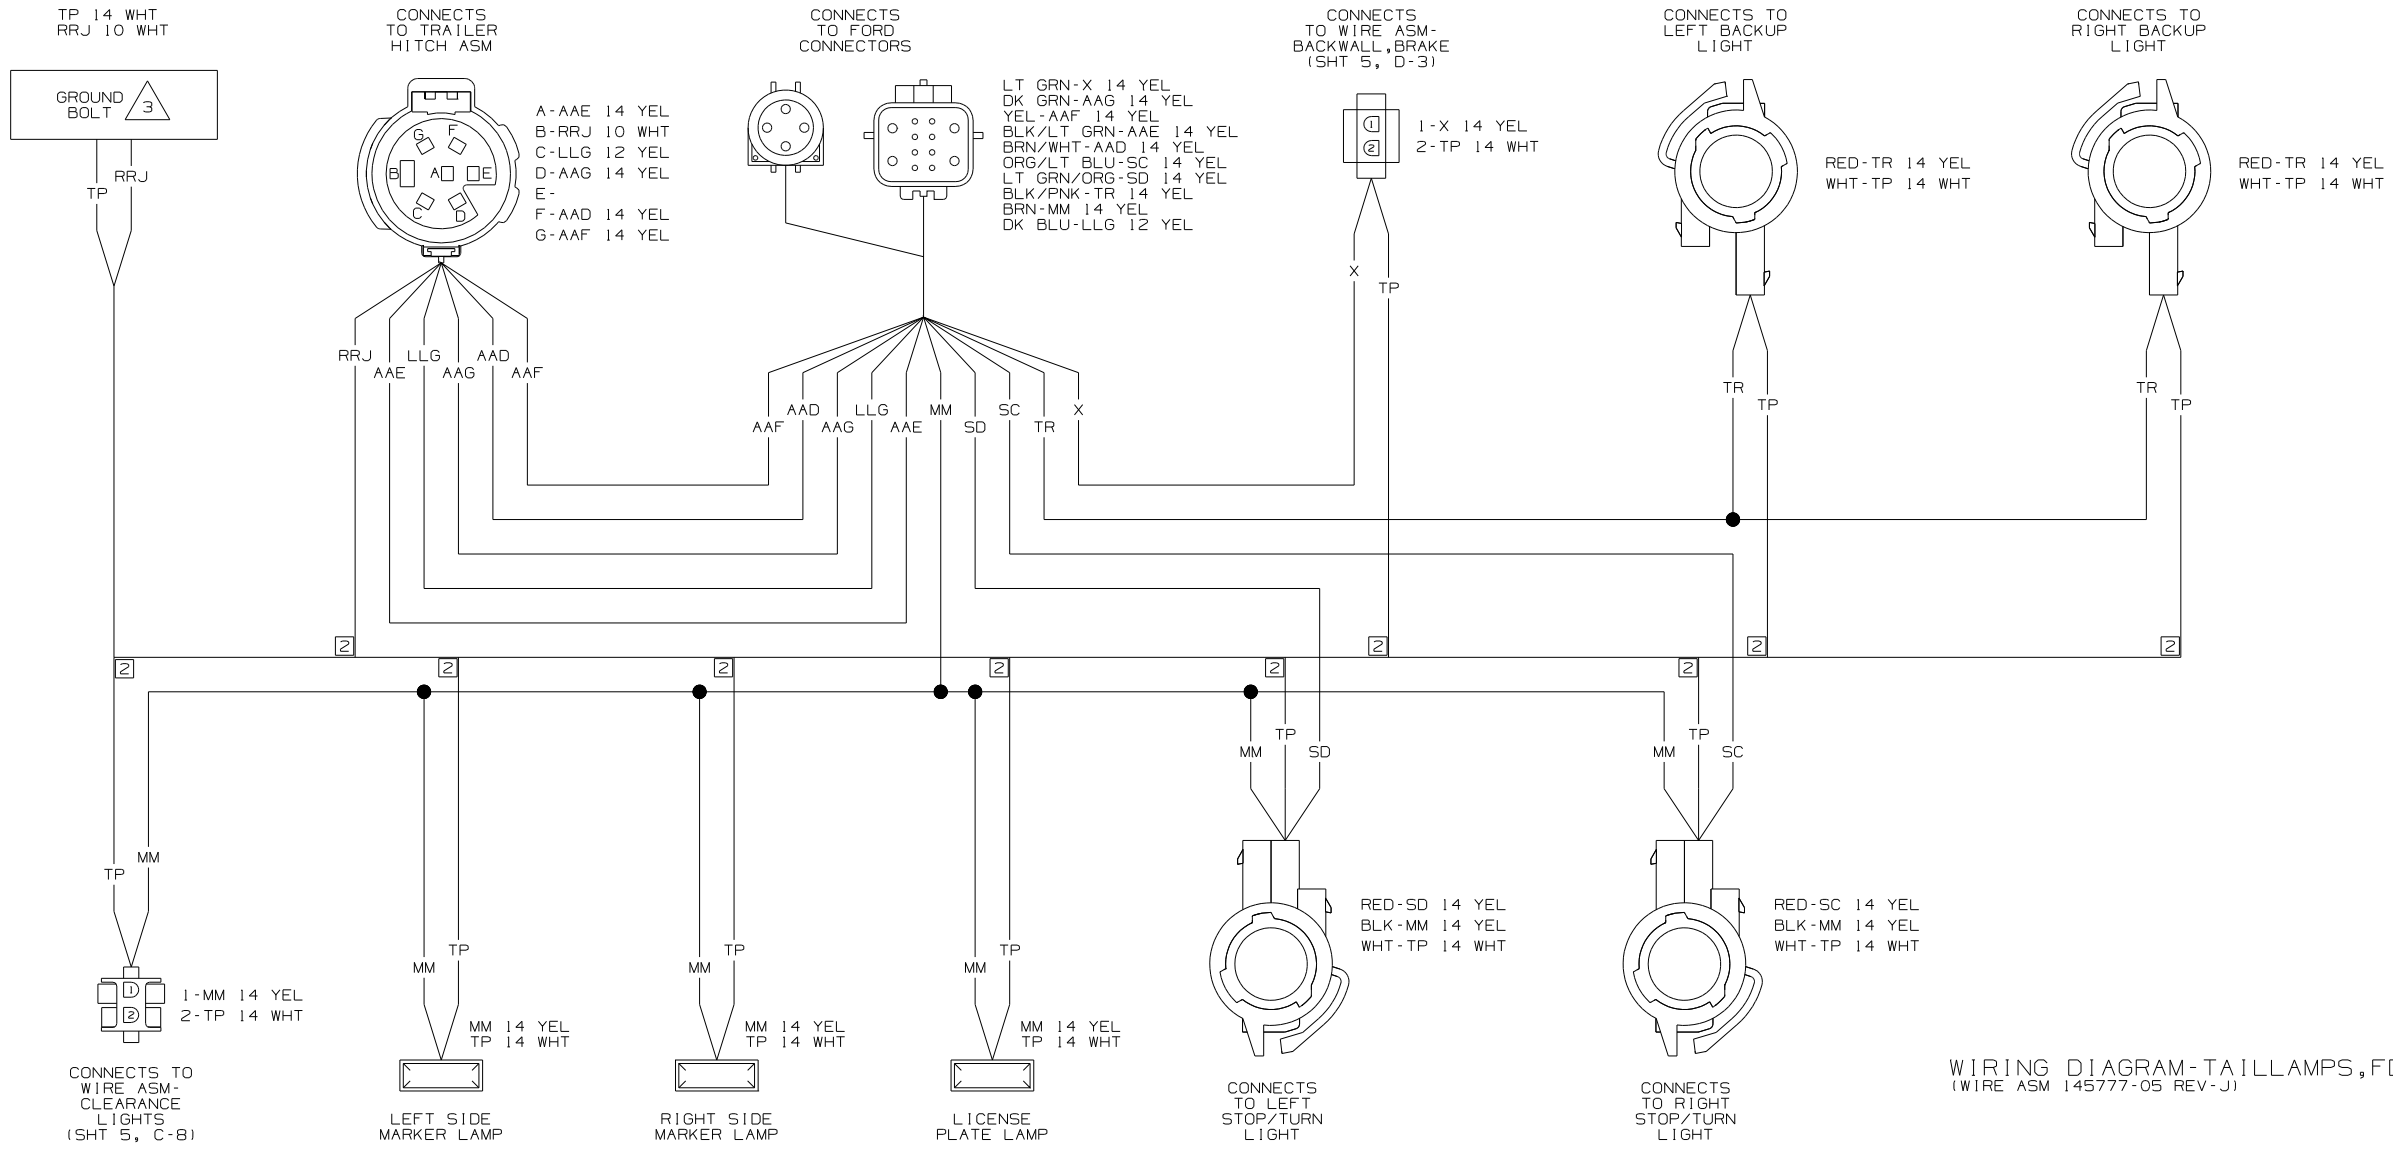 TP 14 WHT
RRJ 10 WHT
GROUND
BOLT
3
TP
RRJ
CONNECTS
TO TRAILER
HITCH ASM
G
F
B
A
E
C
D
A-AAE 14 YEL
B-RRJ 10 WHT
C-LLG 12 YEL
D-AAG 14 YEL
E-
F-AAD 14 YEL
G-AAF 14 YEL
CONNECTS
TO FORD
CONNECTORS
LT GRN-X 14 YEL
DK GRN-AAG 14 YEL
YEL-AAF 14 YEL
BLK/LT GRN-AAE 14 YEL
BRN/WHT-AAD 14 YEL
ORG/LT BLU-SC 14 YEL
LT GRN/ORG-SD 14 YEL
BLK/PNK-TR 14 YEL
BRN-MM 14 YEL
DK BLU-LLG 12 YEL
CONNECTS
TO WIRE ASM-
BACKWALL,BRAKE
(SHT 5, D-3)
1
2
1-X 14 YEL
2-TP 14 WHT
X
TP
CONNECTS TO
LEFT BACKUP
LIGHT
RED-TR 14 YEL
WHT-TP 14 WHT
CONNECTS TO
RIGHT BACKUP
LIGHT
RED-TR 14 YEL
WHT-TP 14 WHT
RRJ
LLG
AAD
AAE
AAG
AAF
AAD
LLG
MM
SC
X
AAF
AAG
AAE
SD
TR
TR
TP
TR
TP
2
2
2
2
2
2
2
2
2
2
TP
MM
SD
TP
MM
SC
MM
TP
TP
MM
TP
MM
TP
MM
1
2
1-MM 14 YEL
2-TP 14 WHT
CONNECTS TO
WIRE ASM-
CLEARANCE
LIGHTS
(SHT 5, C-8)
MM 14 YEL
TP 14 WHT
LEFT SIDE
MARKER LAMP
MM 14 YEL
TP 14 WHT
RIGHT SIDE
MARKER LAMP
MM 14 YEL
TP 14 WHT
LICENSE
PLATE LAMP
RED-SD 14 YEL
BLK-MM 14 YEL
WHT-TP 14 WHT
CONNECTS
TO LEFT
STOP/TURN
LIGHT
RED-SC 14 YEL
BLK-MM 14 YEL
WHT-TP 14 WHT
CONNECTS
TO RIGHT
STOP/TURN
LIGHT
WIRING DIAGRAM-TAILLAMPS,F
(WIRE ASM 145777-05 REV-J)